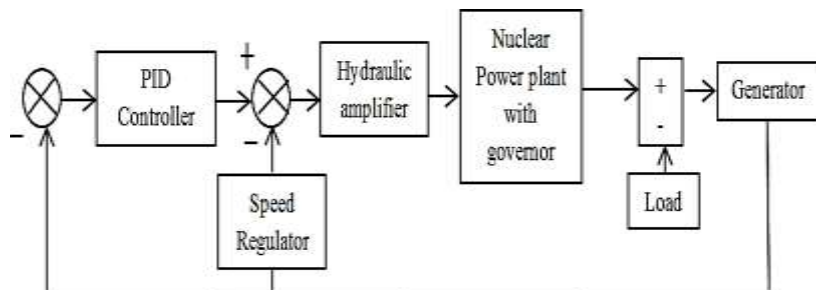 PID
Controller
+
−
−
Hydraulic
amplifier
Nuclear
Power plant
with
governor
+
-
Generator
Load
Speed
Regulator